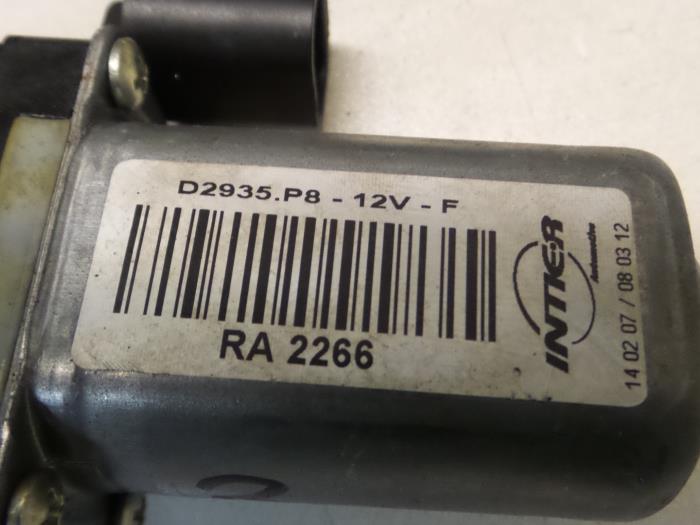 D2935.P8 - 12V - F
RA 2266
INTIER
Automotive
14 02 07 / 08 03 12